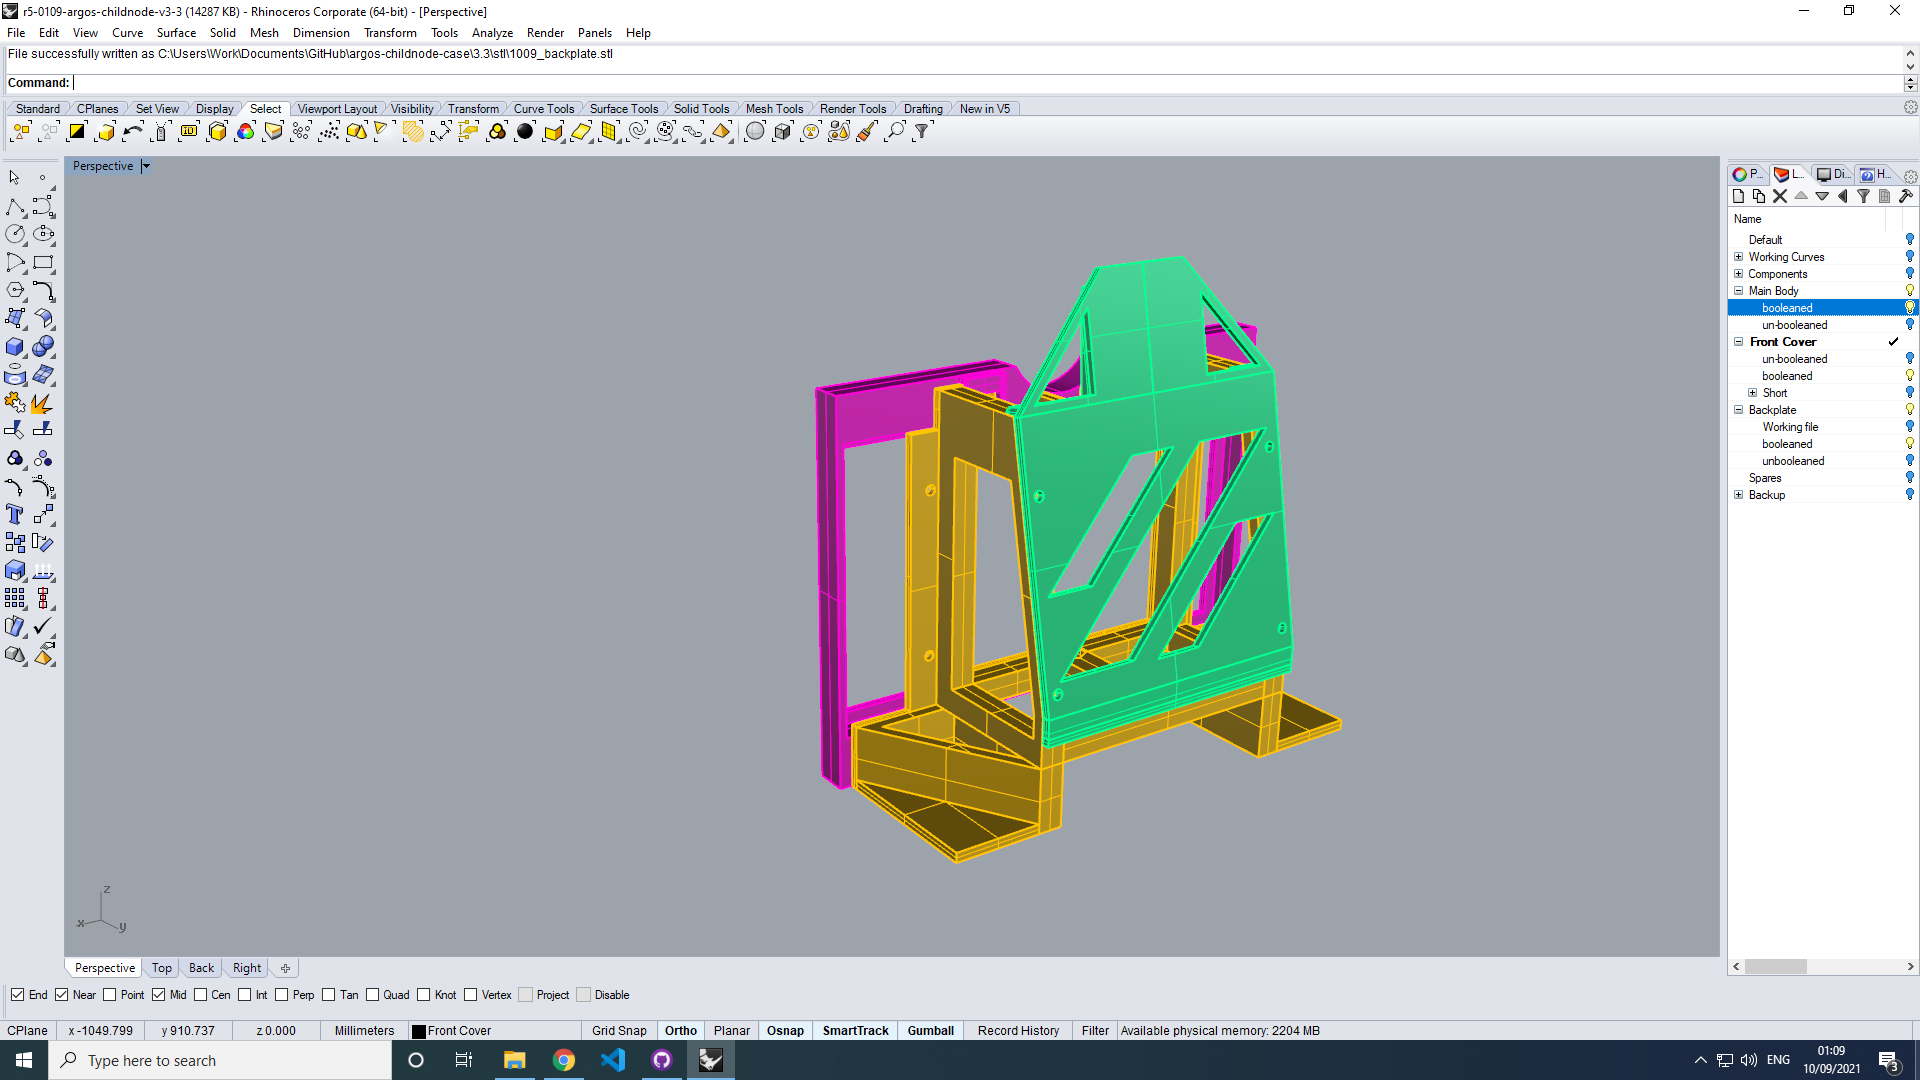 r5-0109-argos-childnode-v3-3 (14287 KB) - Rhinoceros Corporate (64-bit) - [Perspective]
File Edit View Curve Surface Solid Mesh Dimension Transform Tools Analyze Render Panels Help
File successfully written as C:\Users\Work\Documents\GitHub\argos-childnode-case\3.3\stl\1009_backplate.stl
Command:
Standard CPlanes Set View Display Select Viewport Layout Visibility Transform Curve Tools Surface Tools Solid Tools Mesh Tools Render Tools Drafting New in V5
Perspective
P... L... Di... H...
Name
Default
Working Curves
Components
Main Body
booleaned
un-booleaned
Front Cover
un-booleaned
booleaned
Short
Backplate
Working file
booleaned
unbooleaned
Spares
Backup
z
x
y
Perspective Top Back Right
End Near Point Mid Cen Int Perp Tan Quad Knot Vertex Project Disable
CPlane x -1049.799 y 910.737 z 0.000 Millimeters Front Cover Grid Snap Ortho Planar Osnap SmartTrack Gumball Record History Filter Available physical memory: 2204 MB
Type here to search
ENG
01:09
10/09/2021
3